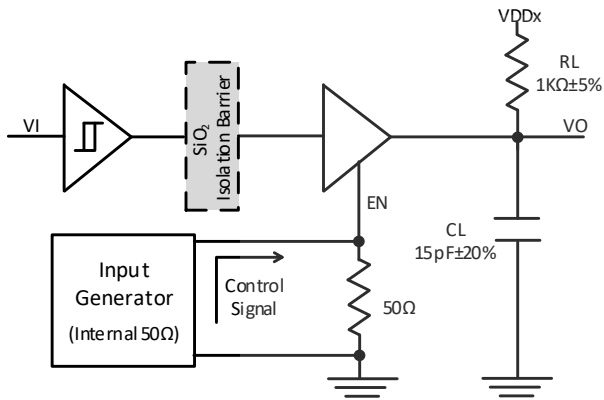 VDDx
RL
1KΩ±5%
VI
SiO₂
Isolation Barrier
VO
EN
CL
15pF±20%
Input
Generator
(Internal 50Ω)
Control
Signal
50Ω